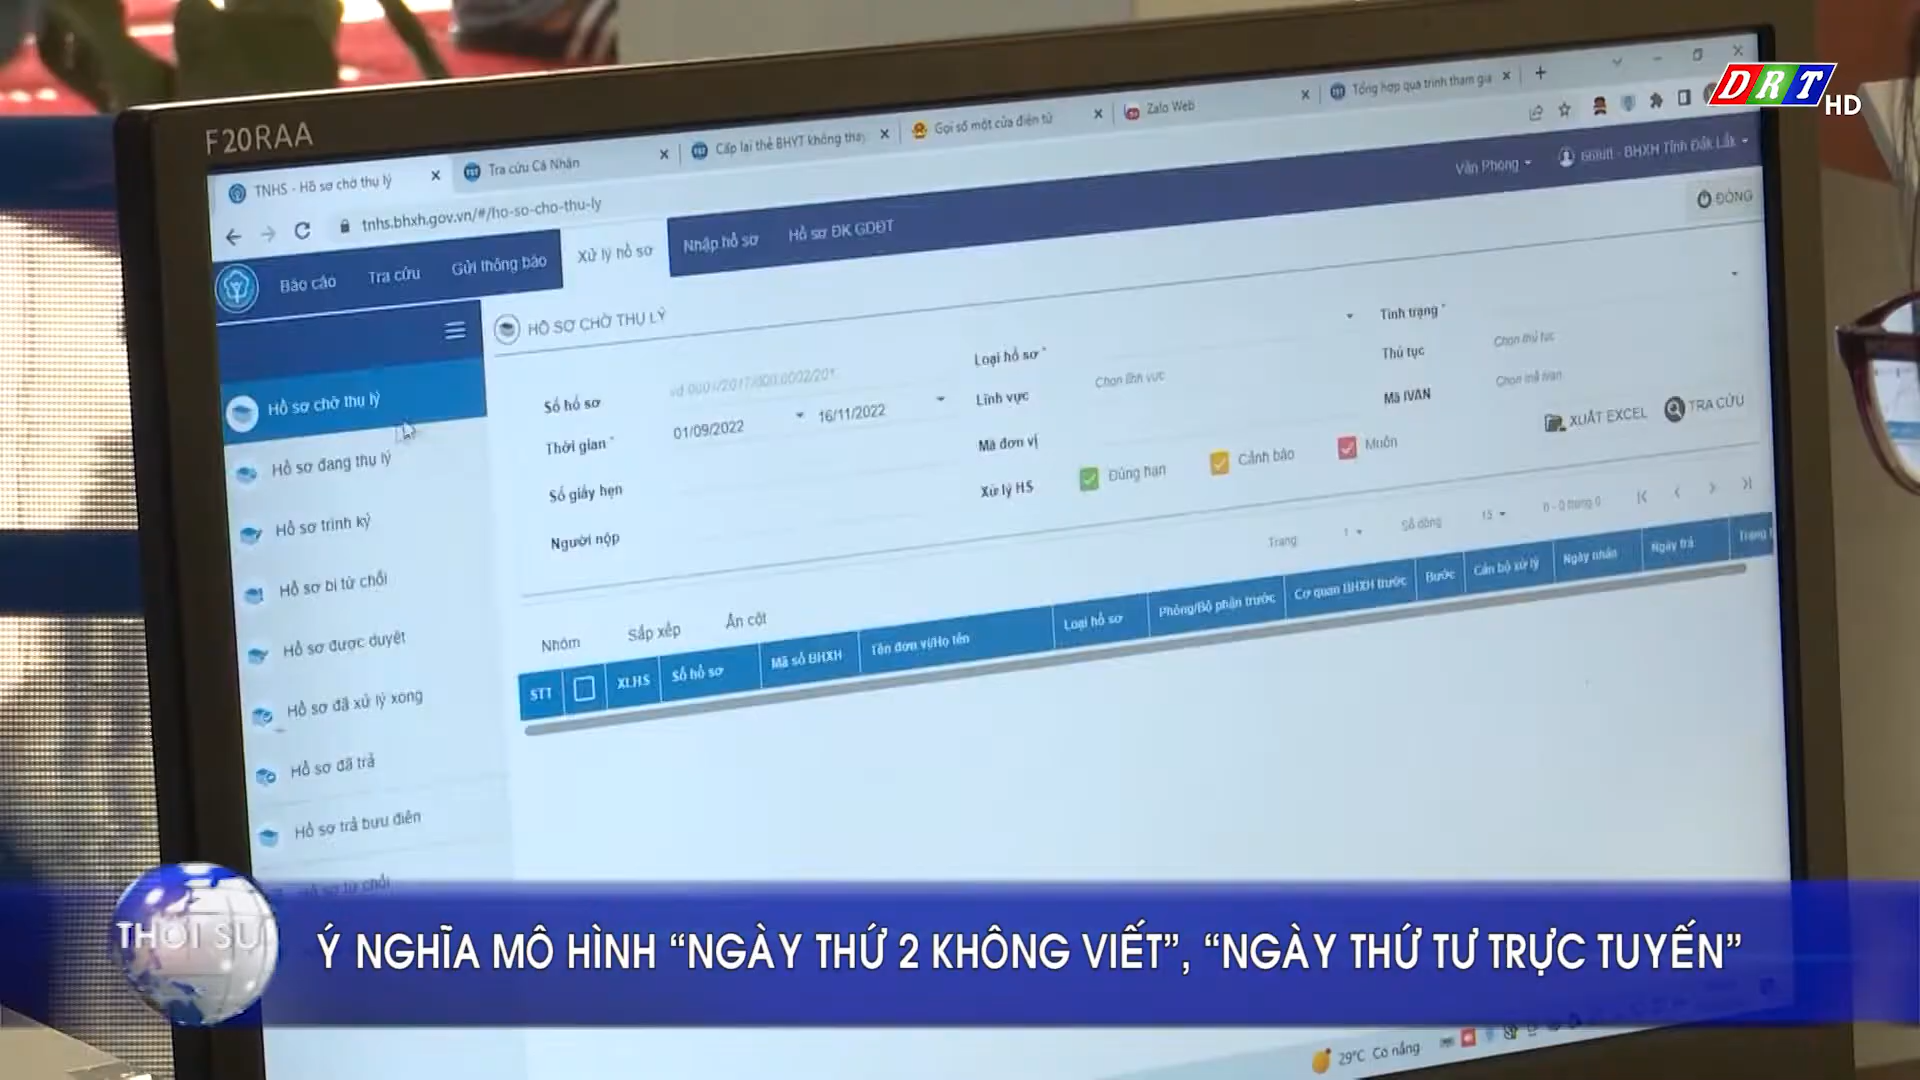 DRT HD
F20RAA
TNHS - Hồ sơ chờ thụ lý
Tra cứu Cá Nhân
Cấp lại thẻ BHYT không thay
Gọi số một cửa điện tử
Zalo Web
Tổng hợp quá trình tham gia
tnhs.bhxh.gov.vn/#/ho-so-cho-thu-ly
Báo cáo
Tra cứu
Gửi thông báo
Xử lý hồ sơ
Nhập hồ sơ
Hồ sơ ĐK GDĐT
Văn Phòng
BHXH Tỉnh Đắk Lắk
ĐÓNG
HỒ SƠ CHỜ THỤ LÝ
Hồ sơ chờ thụ lý
Hồ sơ đang thụ lý
Hồ sơ trình ký
Hồ sơ bị từ chối
Hồ sơ được duyệt
Hồ sơ đã xử lý xong
Hồ sơ đã trả
Hồ sơ trả bưu điện
Hồ sơ từ chối
Số hồ sơ
Thời gian *
01/09/2022
16/11/2022
Số giấy hẹn
Người nộp
Loại hồ sơ *
Lĩnh vực
Chọn lĩnh vực
Mã đơn vị
Xử lý HS
Đúng hạn
Cảnh báo
Muộn
Tình trạng *
Thủ tục
Chọn thủ tục
Mã IVAN
Chọn mã ivan
XUẤT EXCEL
TRA CỨU
Trang
1
Số dòng
15
0 - 0 trong 0
Nhóm
Sắp xếp
Ẩn cột
STT
XLHS
Số hồ sơ
Mã số BHXH
Tên đơn vị/Họ tên
Loại hồ sơ
Phòng/Bộ phận trước
Cơ quan BHXH trước
Bước
Cán bộ xử lý
Ngày nhận
Ngày trả
THỜI SỰ
Ý NGHĨA MÔ HÌNH “NGÀY THỨ 2 KHÔNG VIẾT”, “NGÀY THỨ TƯ TRỰC TUYẾN”
29°C Có nắng